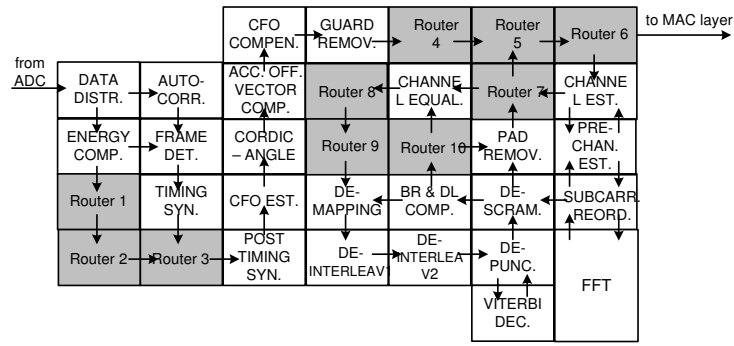 CFO
COMPEN.
GUARD
REMOV.
Router
4
Router
5
Router 6
to MAC layer
from
ADC
DATA
DISTR.
AUTO-
CORR.
ACC. OFF.
VECTOR
COMP.
Router 8
CHANNE
L EQUAL.
Router 7
CHANNE
L EST.
ENERGY
COMP.
FRAME
DET.
CORDIC
– ANGLE
Router 9
Router 10
PAD
REMOV.
PRE-
CHAN.
EST.
Router 1
TIMING
SYN.
CFO EST.
DE-
MAPPING
BR & DL
COMP.
DE-
SCRAM.
SUBCARR.
REORD.
Router 2
Router 3
POST
TIMING
SYN.
DE-
INTERLEAV1
DE-
INTERLEA
V2
DE-
PUNC.
FFT
VITERBI
DEC.